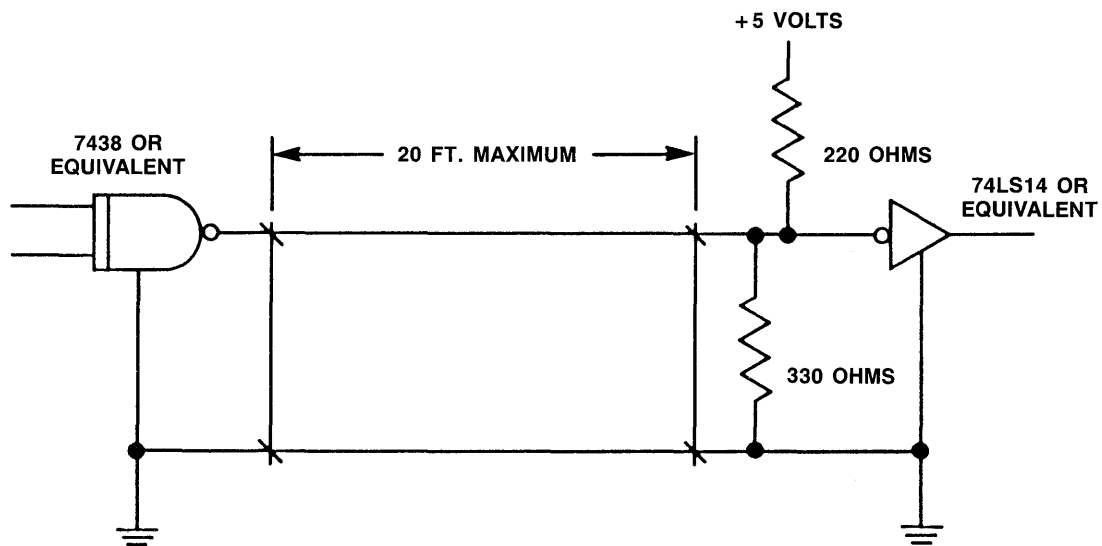 +5 VOLTS
7438 OR
EQUIVALENT
20 FT. MAXIMUM
220 OHMS
74LS14 OR
EQUIVALENT
330 OHMS